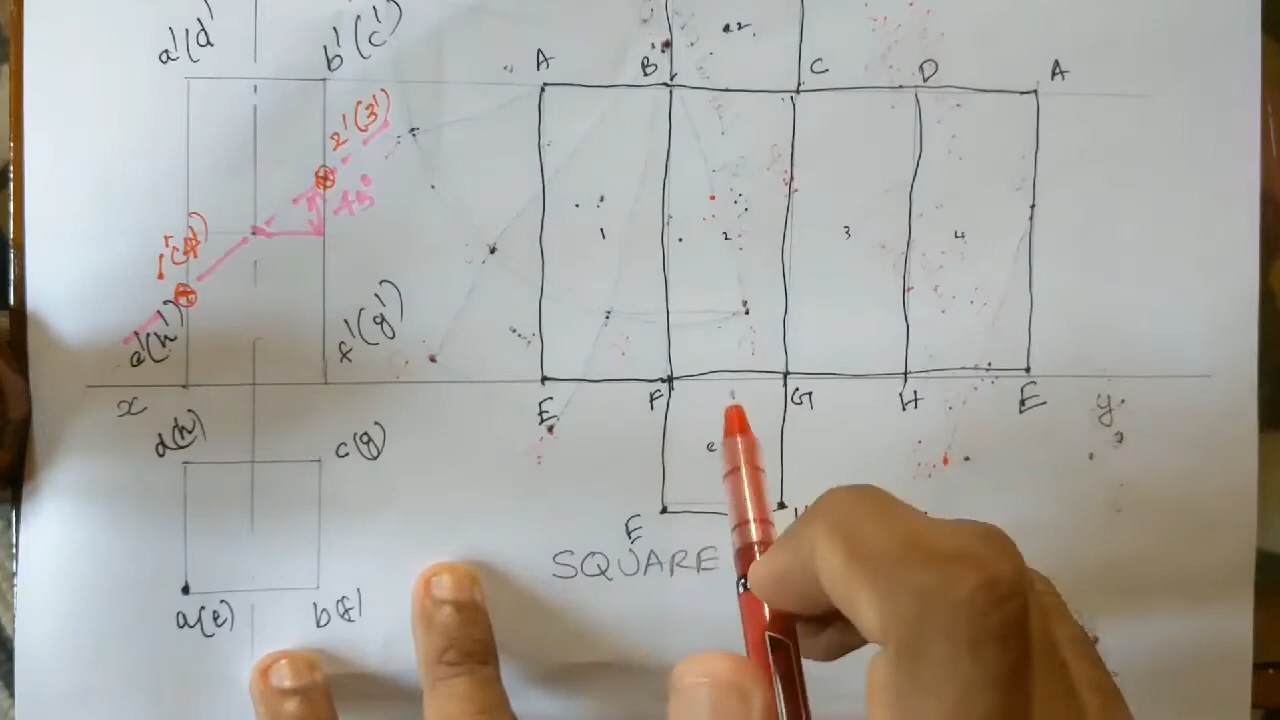 a'(d'
b'(c')
A
B
C
D
A
2'(3')
45°
1'(4')
1
2
3
4
e'(h')
f'(g')
x
E
F
G
H
E
y
d(h)
c(g)
e
E
SQUARE
a(e)
b(f)